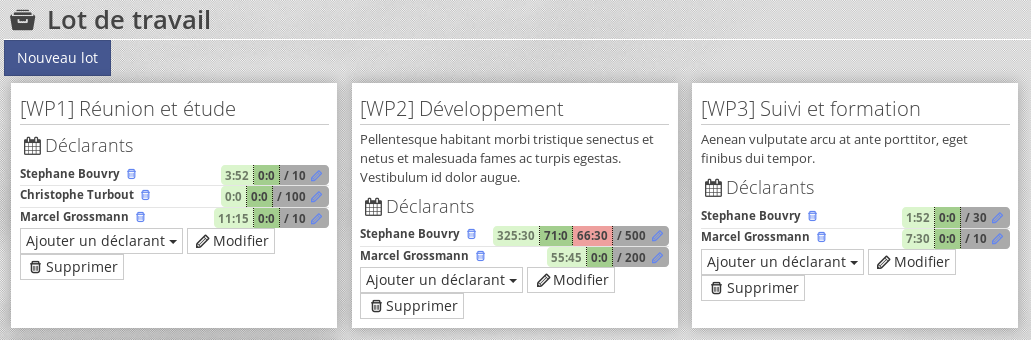 Lot de travail
Nouveau lot
[WP1] Réunion et étude
Déclarants
Stephane Bouvry 3:52 0:0 / 10
Christophe Turbout 0:0 0:0 / 100
Marcel Grossmann 11:15 0:0 / 10
Ajouter un déclarant Modifier
Supprimer
[WP2] Développement
Pellentesque habitant morbi tristique senectus et
netus et malesuada fames ac turpis egestas.
Vestibulum id dolor augue.
Déclarants
Stephane Bouvry 325:30 71:0 66:30 / 500
Marcel Grossmann 55:45 0:0 / 200
Ajouter un déclarant Modifier
Supprimer
[WP3] Suivi et formation
Aenean vulputate arcu at ante porttitor, eget
finibus dui tempor.
Déclarants
Stephane Bouvry 1:52 0:0 / 30
Marcel Grossmann 7:30 0:0 / 10
Ajouter un déclarant Modifier
Supprimer